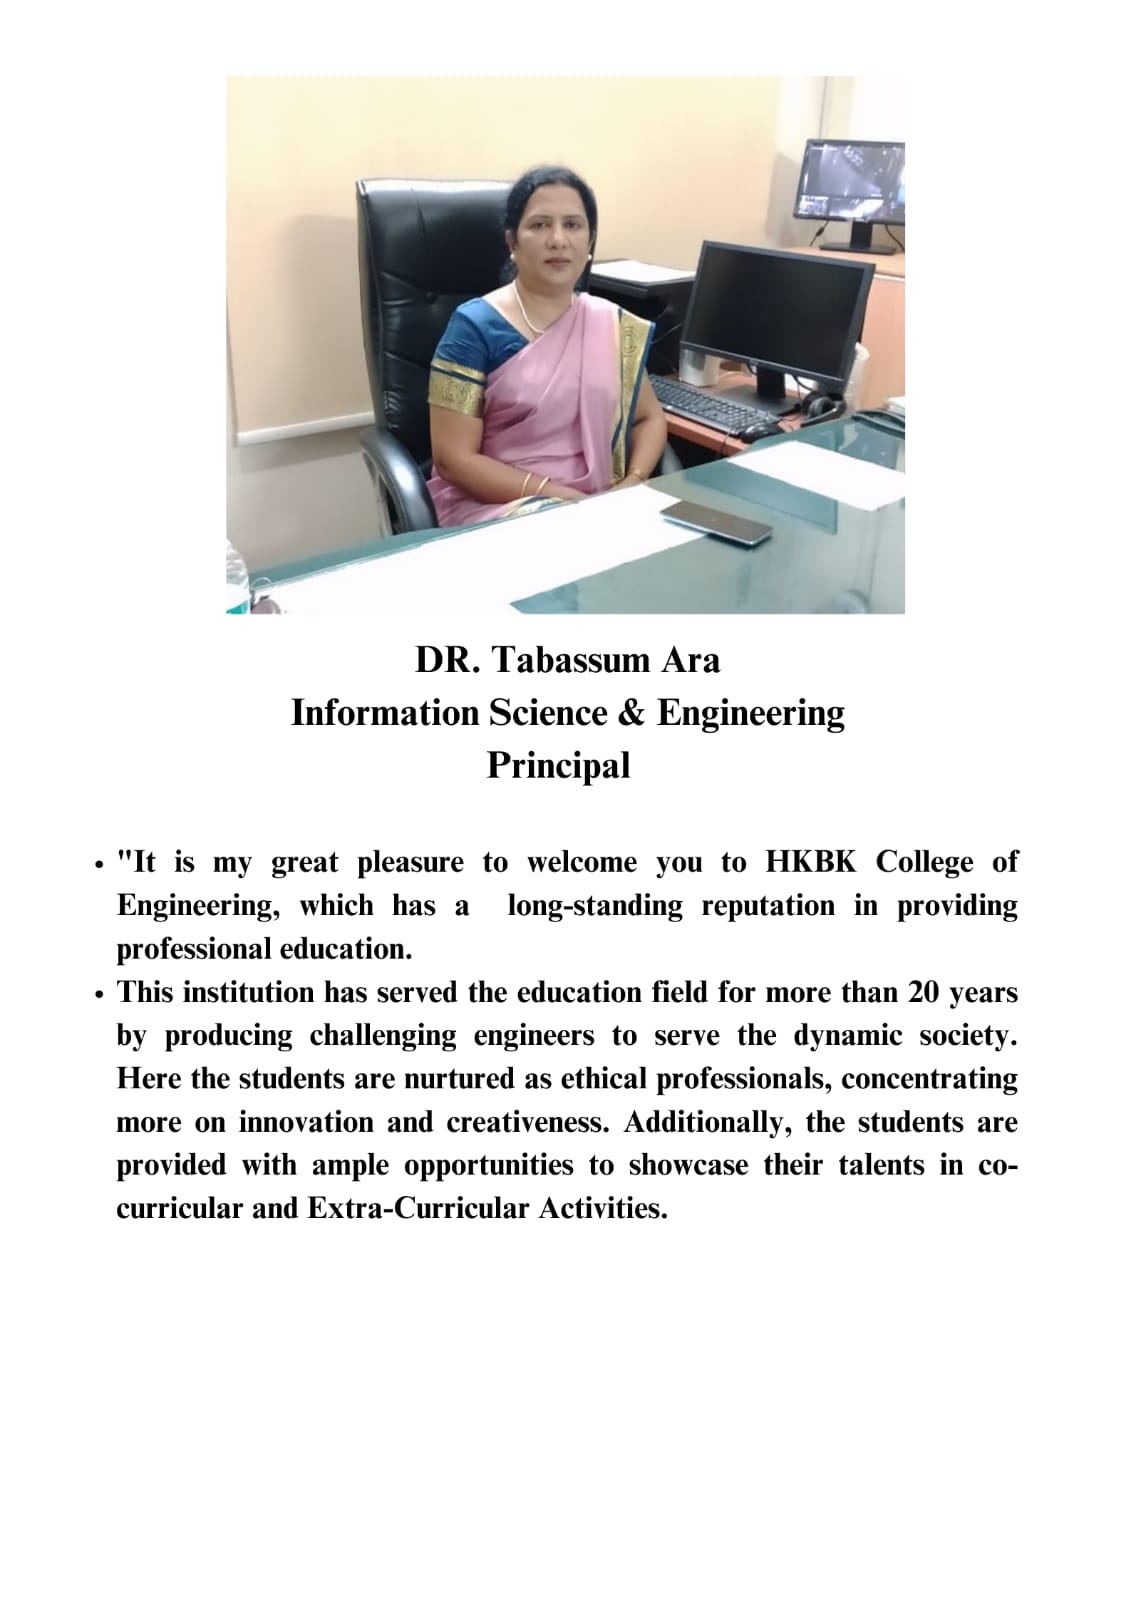 DR. Tabassum Ara
Information Science & Engineering
Principal
• "It is my great pleasure to welcome you to HKBK College of
Engineering, which has a long-standing reputation in providing
professional education.
• This institution has served the education field for more than 20 years
by producing challenging engineers to serve the dynamic society.
Here the students are nurtured as ethical professionals, concentrating
more on innovation and creativeness. Additionally, the students are
provided with ample opportunities to showcase their talents in co-
curricular and Extra-Curricular Activities.